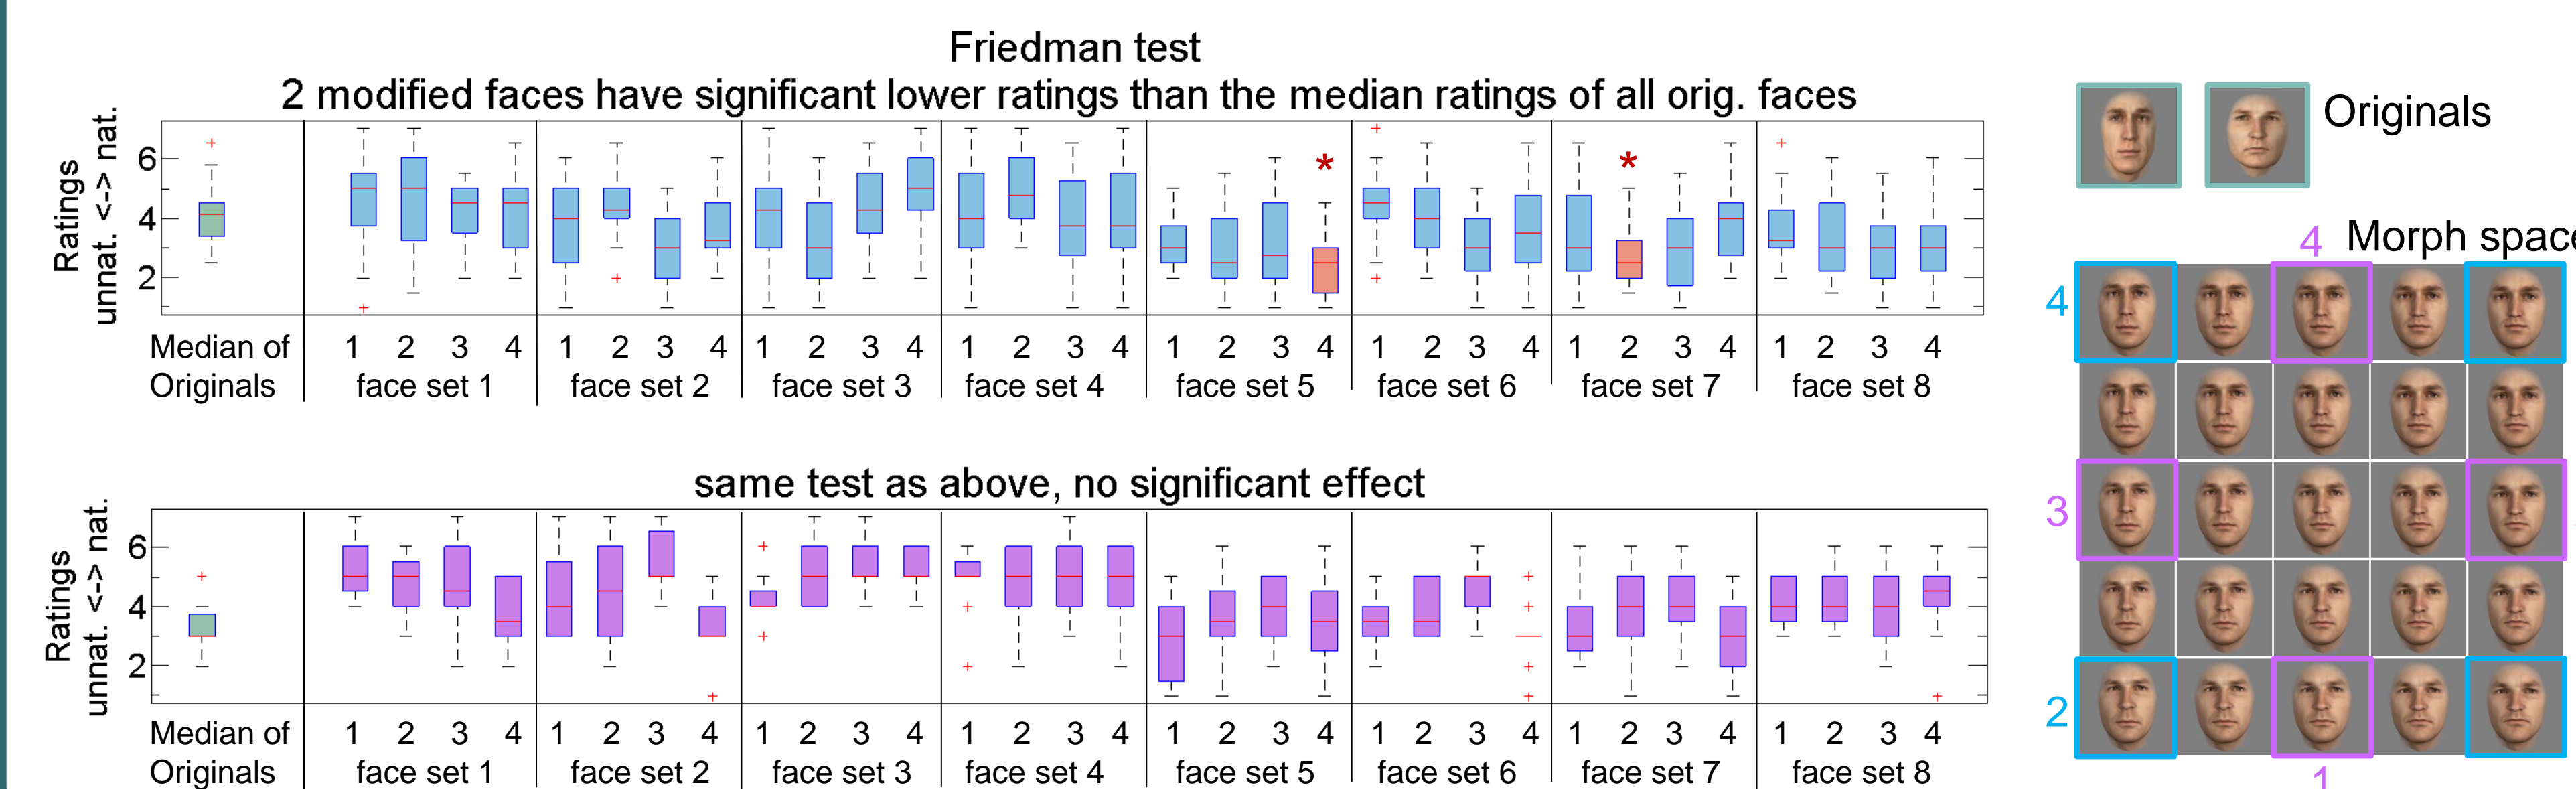 Friedman test
2 modified faces have significant lower ratings than the median ratings of all orig. faces
Ratings
unnat. <--> nat.
6
4
2
* *
Median of 1 2 3 4 1 2 3 4 1 2 3 4 1 2 3 4 1 2 3 4 1 2 3 4 1 2 3 4 1 2 3 4
Originals face set 1 face set 2 face set 3 face set 4 face set 5 face set 6 face set 7 face set 8
same test as above, no significant effect
Ratings
unnat. <--> nat.
6
4
2
Median of 1 2 3 4 1 2 3 4 1 2 3 4 1 2 3 4 1 2 3 4 1 2 3 4 1 2 3 4 1 2 3 4
Originals face set 1 face set 2 face set 3 face set 4 face set 5 face set 6 face set 7 face set 8
Originals
4 Morph space
4
3
2
1